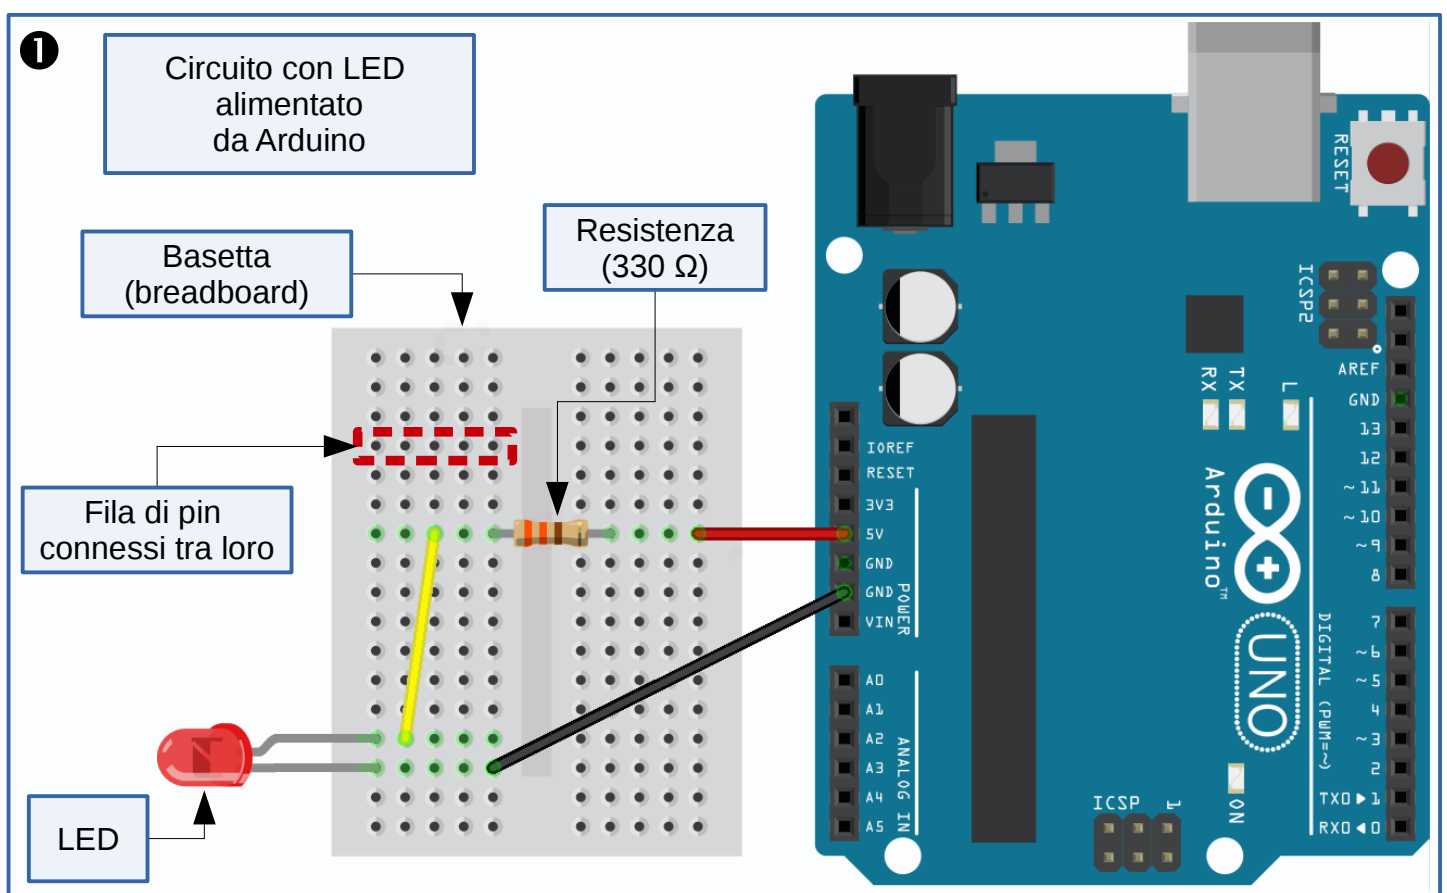 ❶
Circuito con LED
alimentato
da Arduino
Basetta
(breadboard)
Resistenza
(330 Ω)
Fila di pin
connessi tra loro
LED
RESET
ICSP2
AREF
GND
13
12
~11
~10
~9
8
7
~6
~5
4
~3
2
TX0▶1
RX0◀0
DIGITAL (PWM=~)
RX
TX
L
Arduino™
UNO
ON
ICSP
1
IOREF
RESET
3V3
5V
GND
GND
VIN
POWER
A0
A1
A2
A3
A4
A5
ANALOG IN